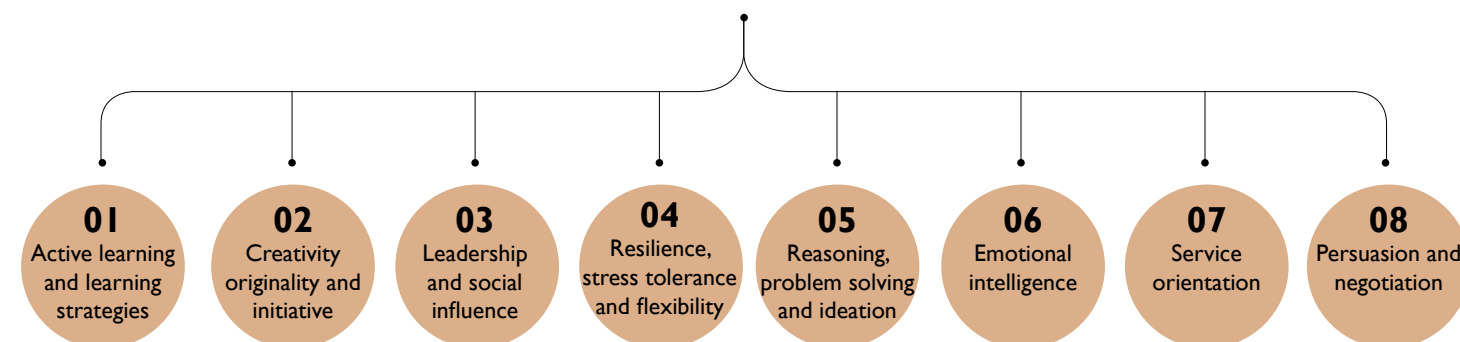 01
Active learning
and learning
strategies
02
Creativity
originality and
initiative
03
Leadership
and social
influence
04
Resilience,
stress tolerance
and flexibility
05
Reasoning,
problem solving
and ideation
06
Emotional
intelligence
07
Service
orientation
08
Persuasion and
negotiation